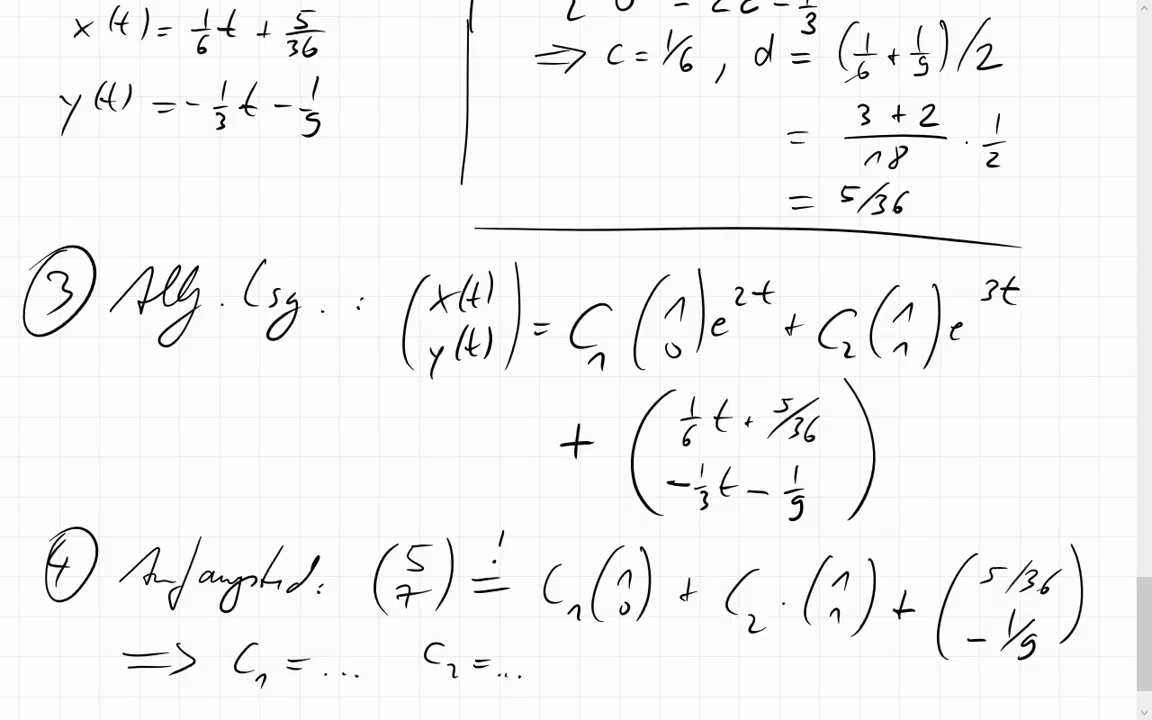 x(t) = 1/6 t + 5/36
y(t) = - 1/3 t - 1/9
⇒ c = 1/6 , d = (1/6 + 1/9)/2
= (3 + 2)/18 · 1/2
= 5/36
③ Allg. Lsg. : (x(t) y(t)) = C₁ (1 0) e^2t + C₂ (1 1) e^3t
+ (1/6 t + 5/36 -1/3 t - 1/9)
④ Anfangsbed.: (5 7) =! C₁ (1 0) + C₂ · (1 1) + (5/36 - 1/9)
⇒ C₁ = ... C₂ = ...